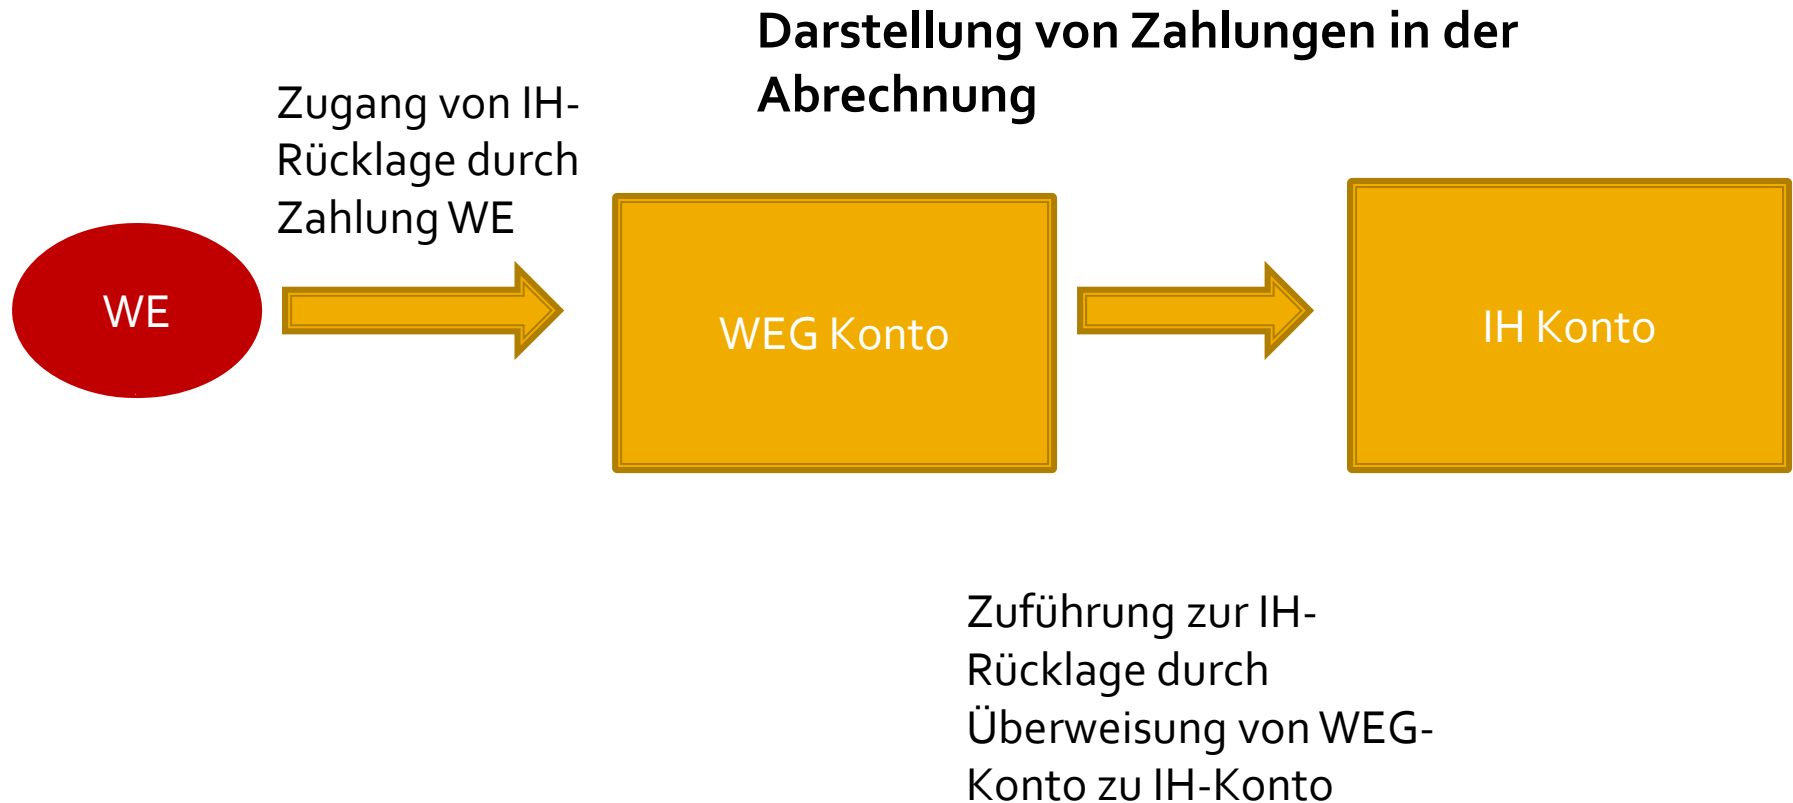 Darstellung von Zahlungen in der
Abrechnung
Zugang von IH-
Rücklage durch
Zahlung WE
WE
WEG Konto
IH Konto
Zuführung zur IH-
Rücklage durch
Überweisung von WEG-
Konto zu IH-Konto